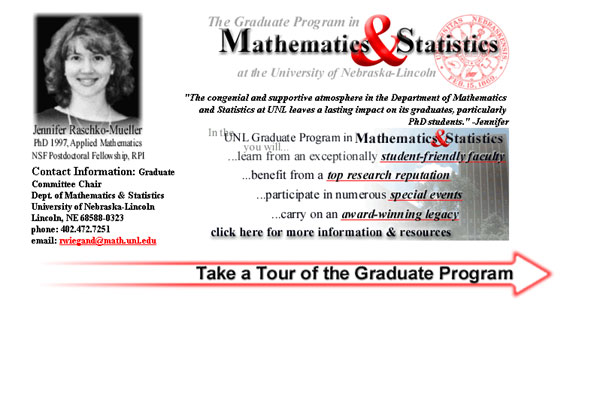 The Graduate Program in
Mathematics & Statistics
at the University of Nebraska-Lincoln
"The congenial and supportive atmosphere in the Department of Mathematics
and Statistics at UNL leaves a lasting impact on its graduates, particularly
PhD students." -Jennifer
Jennifer Raschko-Mueller
PhD 1997, Applied Mathematics
NSF Postdoctoral Fellowship, RPI
Contact Information: Graduate
Committee Chair
Dept. of Mathematics & Statistics
University of Nebraska-Lincoln
Lincoln, NE 68588-0323
phone: 402.472.7251
email: rwiegand@math.unl.edu
In the
UNL Graduate Program in Mathematics & Statistics
you will...
...learn from an exceptionally student-friendly faculty
...benefit from a top research reputation
...participate in numerous special events
...carry on an award-winning legacy
click here for more information & resources
Take a Tour of the Graduate Program